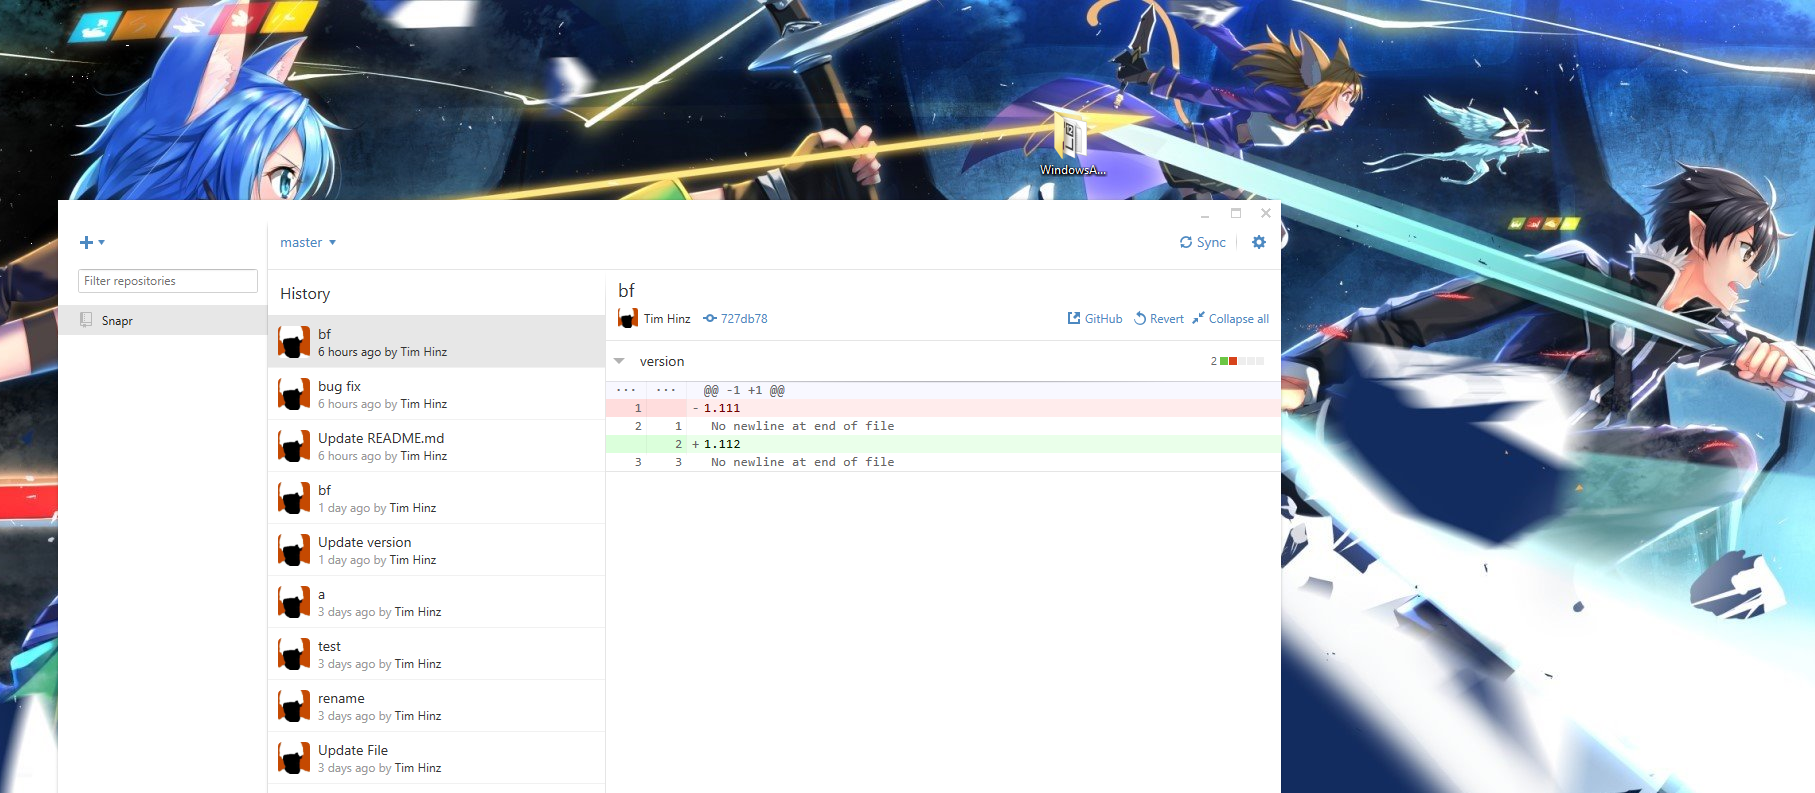 WindowsA...
master
Sync
Filter repositories
Snapr
History
bf
6 hours ago by Tim Hinz
bug fix
6 hours ago by Tim Hinz
Update README.md
6 hours ago by Tim Hinz
bf
1 day ago by Tim Hinz
Update version
1 day ago by Tim Hinz
a
3 days ago by Tim Hinz
test
3 days ago by Tim Hinz
rename
3 days ago by Tim Hinz
Update File
3 days ago by Tim Hinz
bf
Tim Hinz 727db78 GitHub Revert Collapse all
version 2
... ... @@ -1 +1 @@
1 - 1.111
2 1 No newline at end of file
2 + 1.112
3 3 No newline at end of file